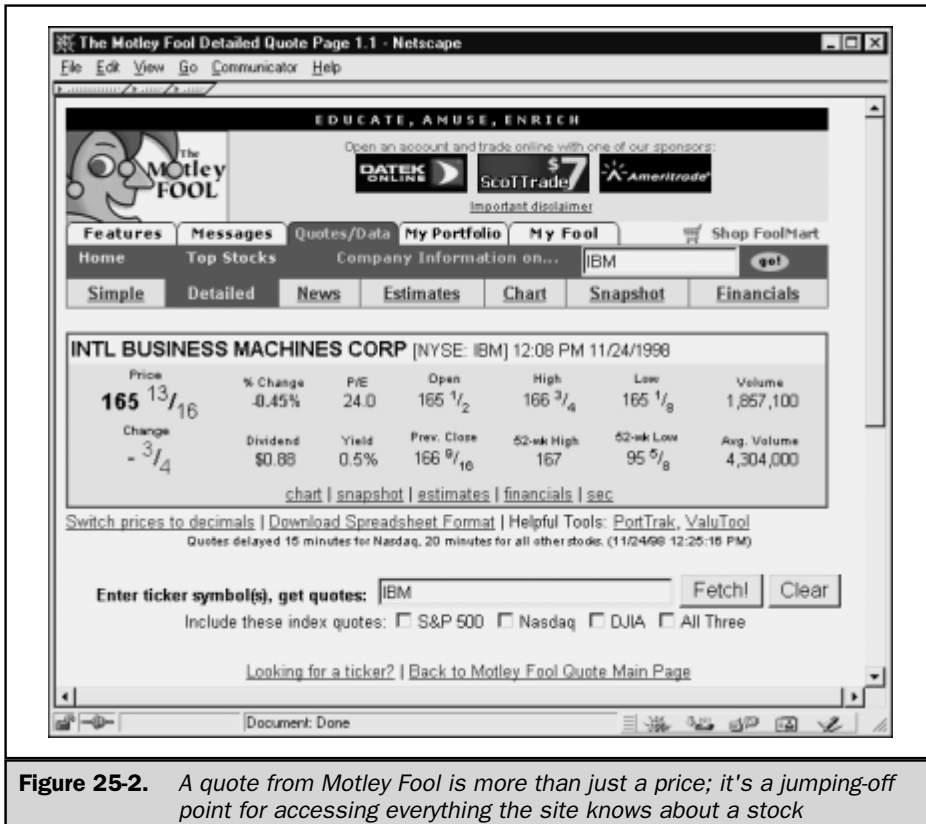 The Motley Fool Detailed Quote Page 1.1 - Netscape
File Edit View Go Communicator Help
EDUCATE, AMUSE, ENRICH
The Motley FOOL
Open an account and trade online with one of our sponsors:
DATEK ONLINE ScoTTrade $7 Ameritrade
Important disclaimer
Features Messages Quotes/Data My Portfolio My Fool Shop FoolMart
Home Top Stocks Company Information on... IBM go!
Simple Detailed News Estimates Chart Snapshot Financials
INTL BUSINESS MACHINES CORP [NYSE: IBM] 12:08 PM 11/24/1998
Price % Change P/E Open High Low Volume
165 13/16 -0.45% 24.0 165 1/2 166 3/4 165 1/8 1,857,100
Change Dividend Yield Prev. Close 52-wk High 52-wk Low Avg. Volume
- 3/4 $0.88 0.5% 166 9/16 167 95 5/8 4,304,000
chart | snapshot | estimates | financials | sec
Switch prices to decimals | Download Spreadsheet Format | Helpful Tools: PortTrak, ValuTool
Quotes delayed 15 minutes for Nasdaq, 20 minutes for all other stocks. (11/24/98 12:25:16 PM)
Enter ticker symbol(s), get quotes: IBM Fetch! Clear
Include these index quotes: S&P 500 Nasdaq DJIA All Three
Looking for a ticker? | Back to Motley Fool Quote Main Page
Document: Done
Figure 25-2. A quote from Motley Fool is more than just a price; it's a jumping-off
point for accessing everything the site knows about a stock